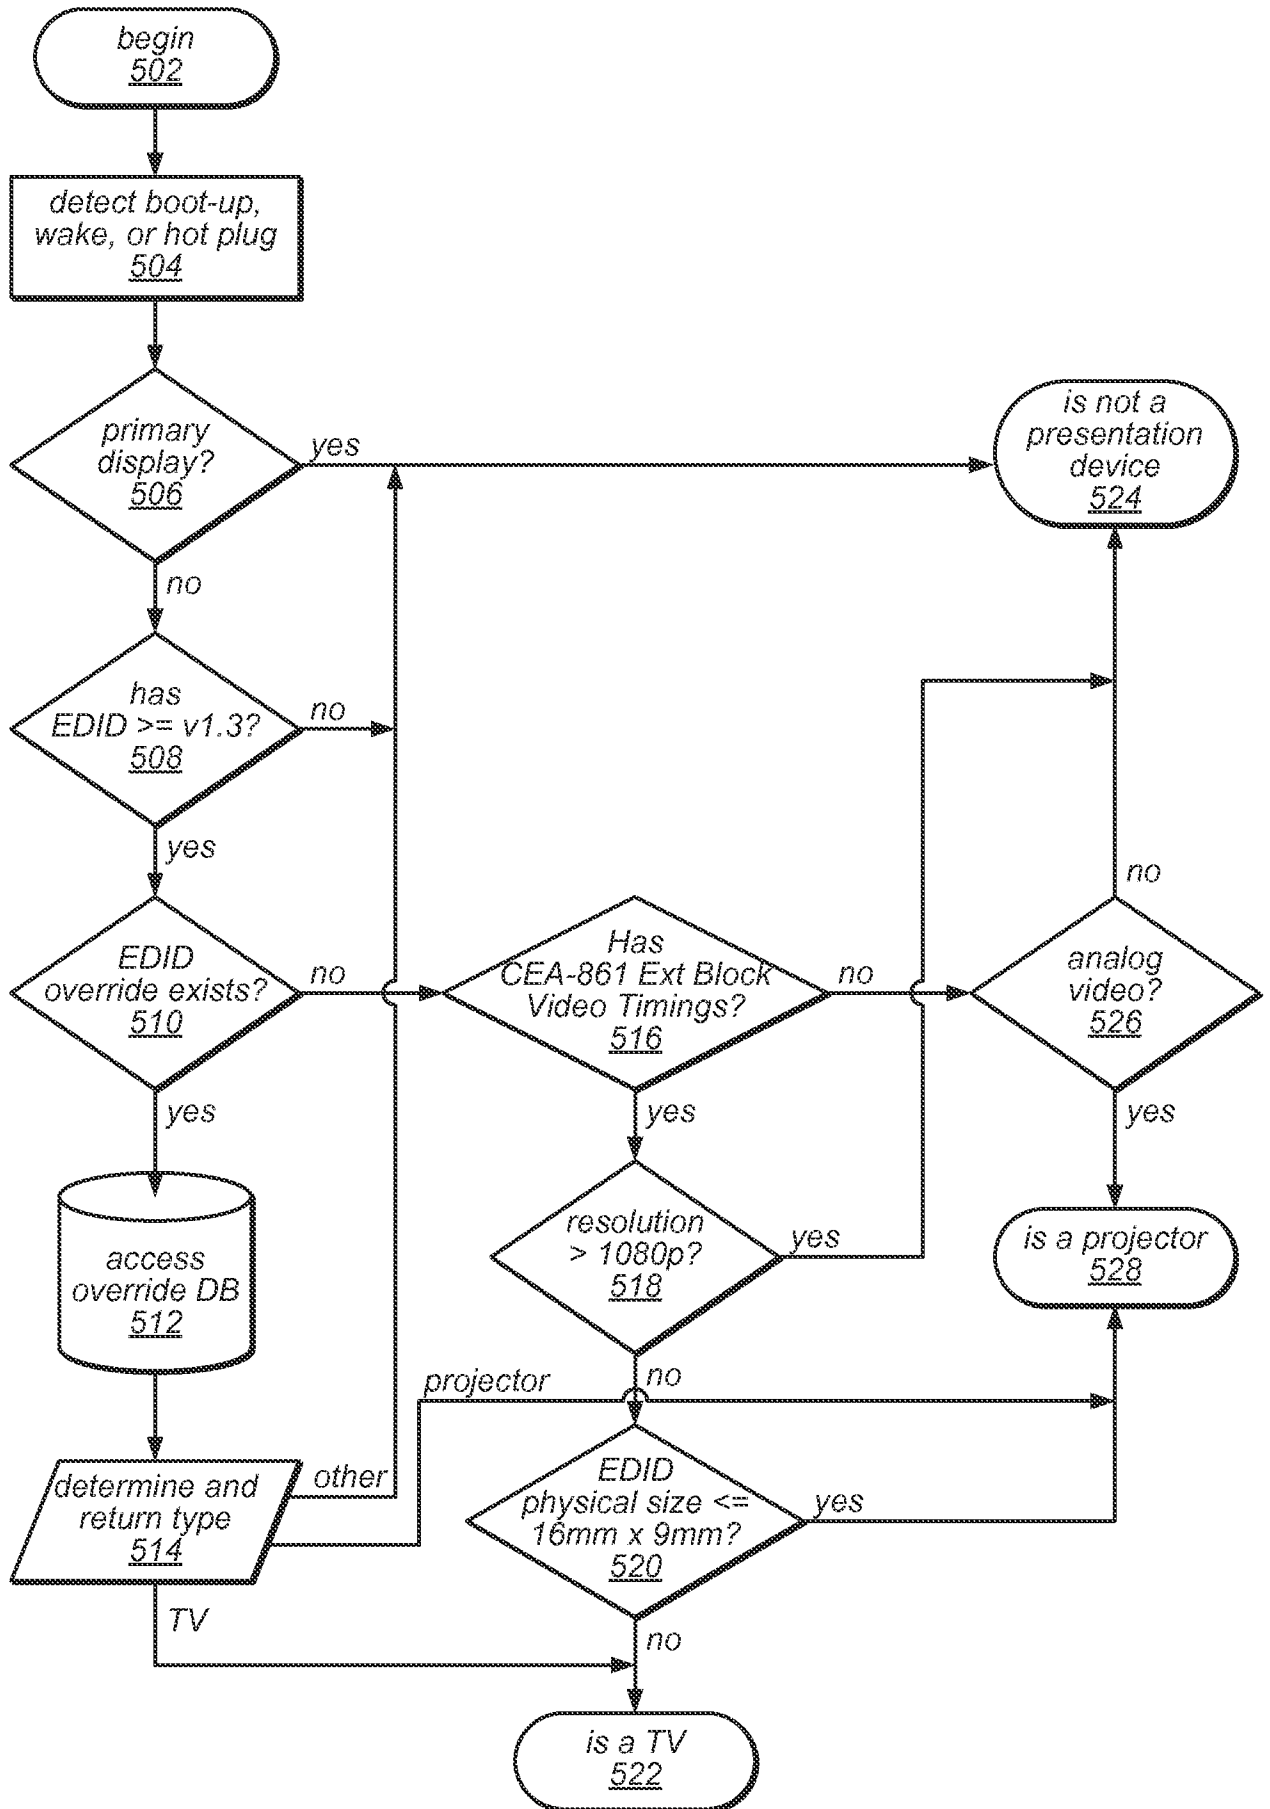 begin
502
detect boot-up,
wake, or hot plug
504
primary
display?
506
yes
no
is not a
presentation
device
524
has
EDID >= v1.3?
508
no
yes
EDID
override exists?
510
no
yes
Has
CEA-861 Ext Block
Video Timings?
516
no
yes
analog
video?
526
no
yes
access
override DB
512
resolution
> 1080p?
518
yes
no
is a projector
528
determine and
return type
514
other
projector
TV
EDID
physical size <=
16mm x 9mm?
520
yes
no
is a TV
522